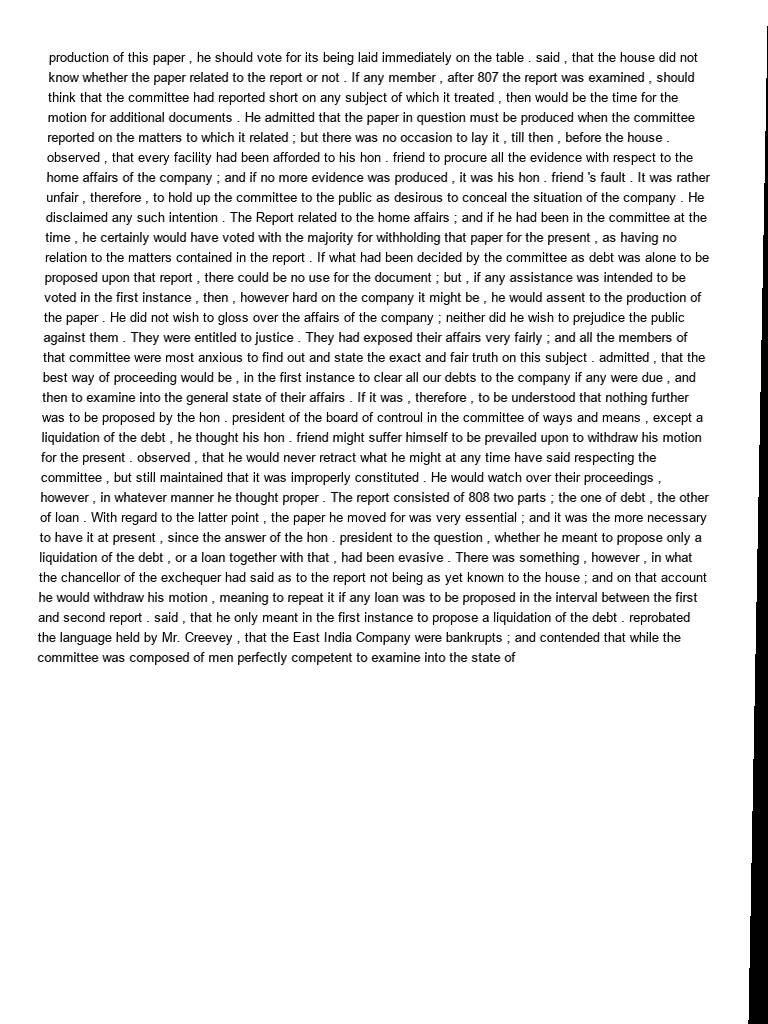 production of this paper , he should vote for its being laid immediately on the table . said , that the house did not
know whether the paper related to the report or not . If any member , after 807 the report was examined , should
think that the committee had reported short on any subject of which it treated , then would be the time for the
motion for additional documents . He admitted that the paper in question must be produced when the committee
reported on the matters to which it related ; but there was no occasion to lay it , till then , before the house .
observed , that every facility had been afforded to his hon . friend to procure all the evidence with respect to the
home affairs of the company ; and if no more evidence was produced , it was his hon . friend 's fault . It was rather
unfair , therefore , to hold up the committee to the public as desirous to conceal the situation of the company . He
disclaimed any such intention . The Report related to the home affairs ; and if he had been in the committee at the
time , he certainly would have voted with the majority for withholding that paper for the present , as having no
relation to the matters contained in the report . If what had been decided by the committee as debt was alone to be
proposed upon that report , there could be no use for the document ; but , if any assistance was intended to be
voted in the first instance , then , however hard on the company it might be , he would assent to the production of
the paper . He did not wish to gloss over the affairs of the company ; neither did he wish to prejudice the public
against them . They were entitled to justice . They had exposed their affairs very fairly ; and all the members of
that committee were most anxious to find out and state the exact and fair truth on this subject . admitted , that the
best way of proceeding would be , in the first instance to clear all our debts to the company if any were due , and
then to examine into the general state of their affairs . If it was , therefore , to be understood that nothing further
was to be proposed by the hon . president of the board of controul in the committee of ways and means , except a
liquidation of the debt , he thought his hon . friend might suffer himself to be prevailed upon to withdraw his motion
for the present . observed , that he would never retract what he might at any time have said respecting the
committee , but still maintained that it was improperly constituted . He would watch over their proceedings ,
however , in whatever manner he thought proper . The report consisted of 808 two parts ; the one of debt , the other
of loan . With regard to the latter point , the paper he moved for was very essential ; and it was the more necessary
to have it at present , since the answer of the hon . president to the question , whether he meant to propose only a
liquidation of the debt , or a loan together with that , had been evasive . There was something , however , in what
the chancellor of the exchequer had said as to the report not being as yet known to the house ; and on that account
he would withdraw his motion , meaning to repeat it if any loan was to be proposed in the interval between the first
and second report . said , that he only meant in the first instance to propose a liquidation of the debt . reprobated
the language held by Mr. Creevey , that the East India Company were bankrupts ; and contended that while the
committee was composed of men perfectly competent to examine into the state of